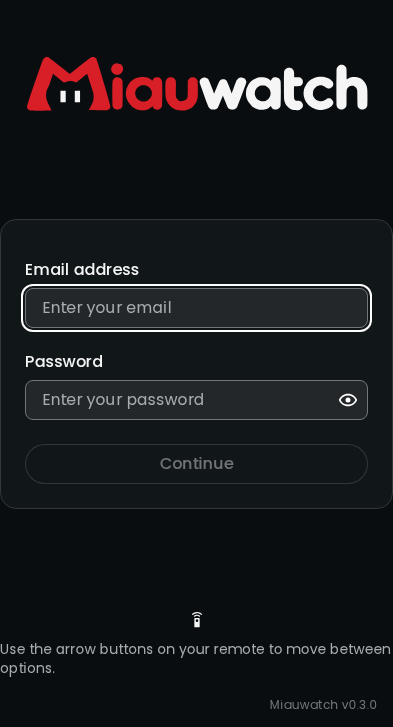 Miauwatch
Email address
Enter your email
Password
Enter your password
Continue
Use the arrow buttons on your remote to move between
options.
Miauwatch v0.3.0